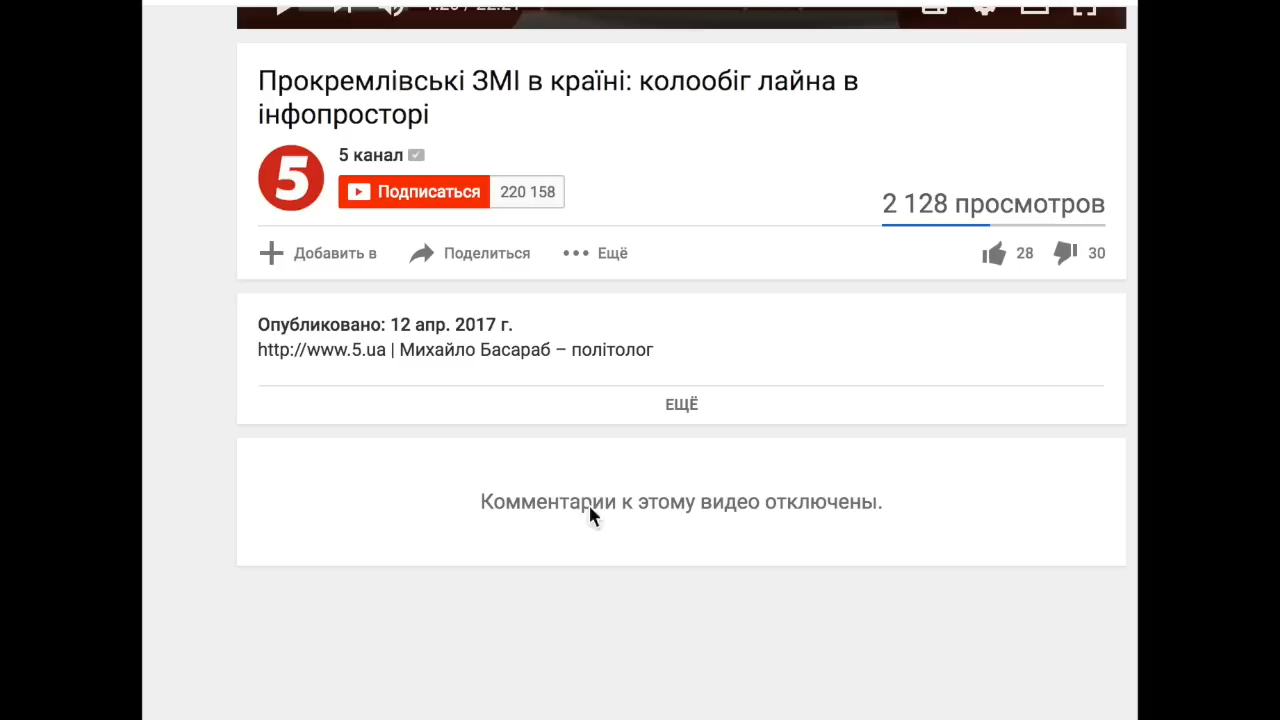 Прокремлівські ЗМІ в країні: колообіг лайна в
інфопросторі
5
5 канал
Подписаться 220 158
2 128 просмотров
Добавить в Поделиться Ещё 28 30
Опубликовано: 12 апр. 2017 г.
http://www.5.ua | Михайло Басараб – політолог
ЕЩЁ
Комментарии к этому видео отключены.